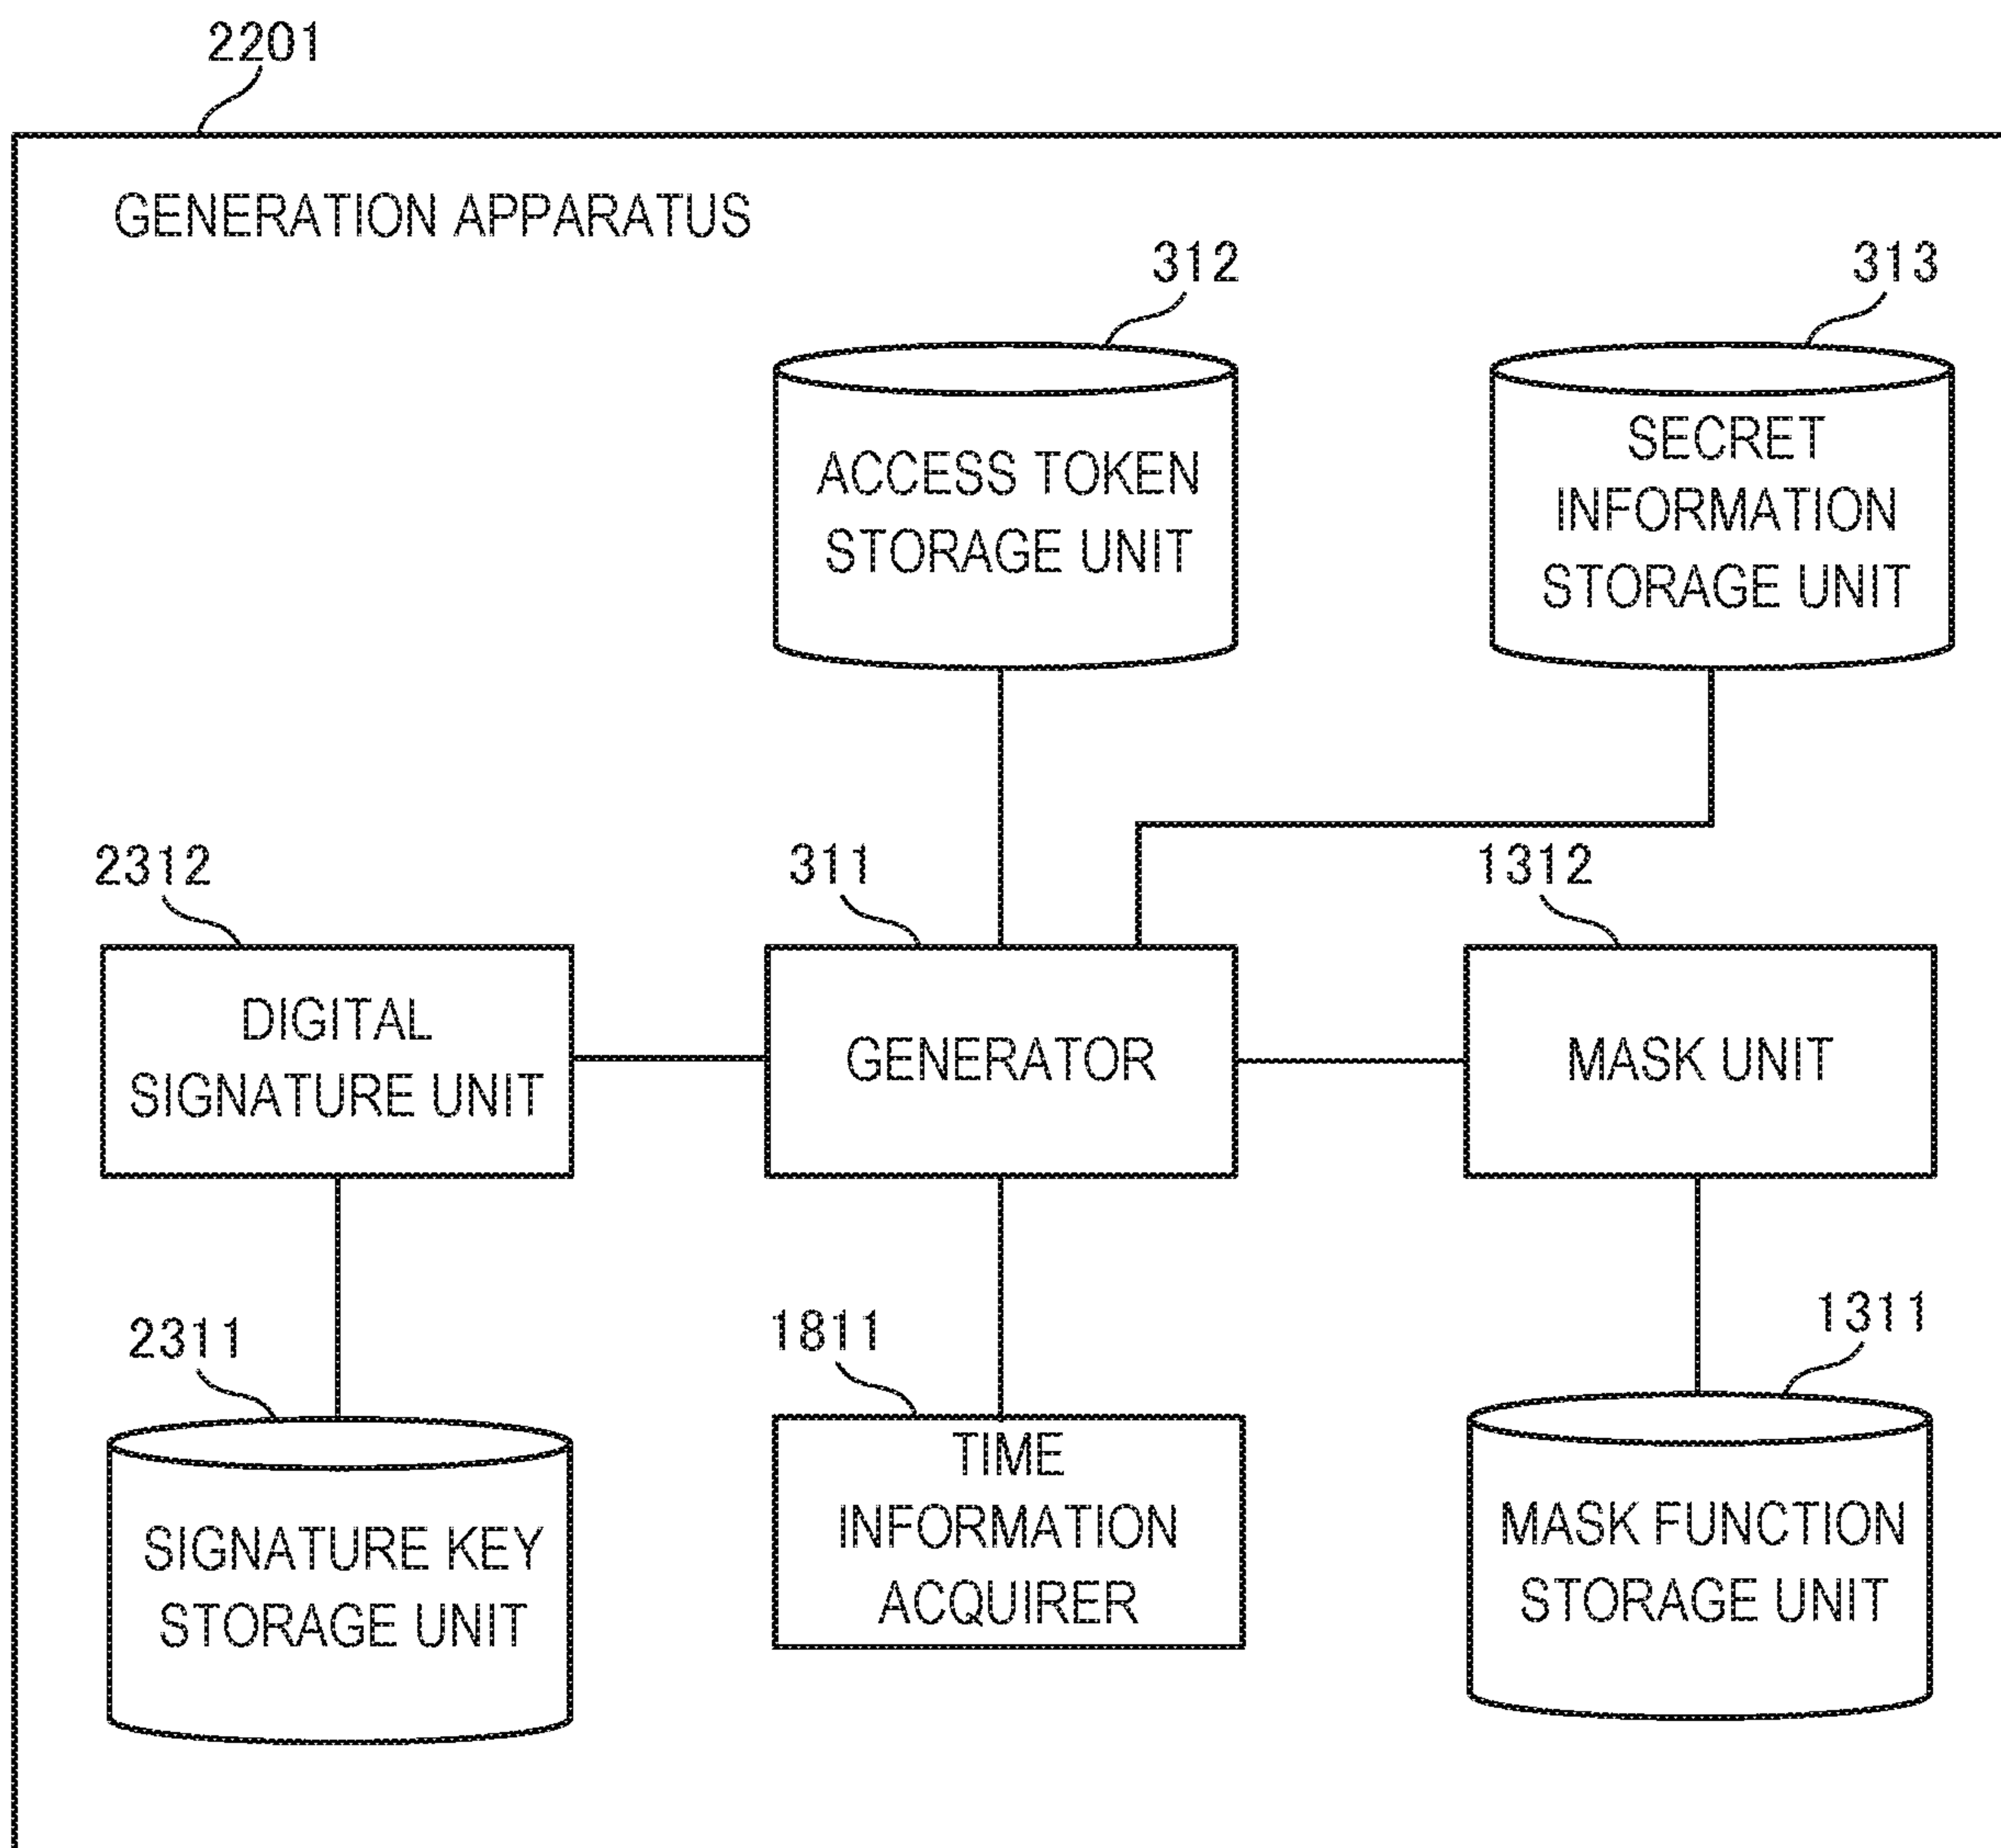 2201
GENERATION APPARATUS
312
313
ACCESS TOKEN
STORAGE UNIT
SECRET
INFORMATION
STORAGE UNIT
2312
311
1312
DIGITAL
SIGNATURE UNIT
GENERATOR
MASK UNIT
2311
1811
1311
SIGNATURE KEY
STORAGE UNIT
TIME
INFORMATION
ACQUIRER
MASK FUNCTION
STORAGE UNIT